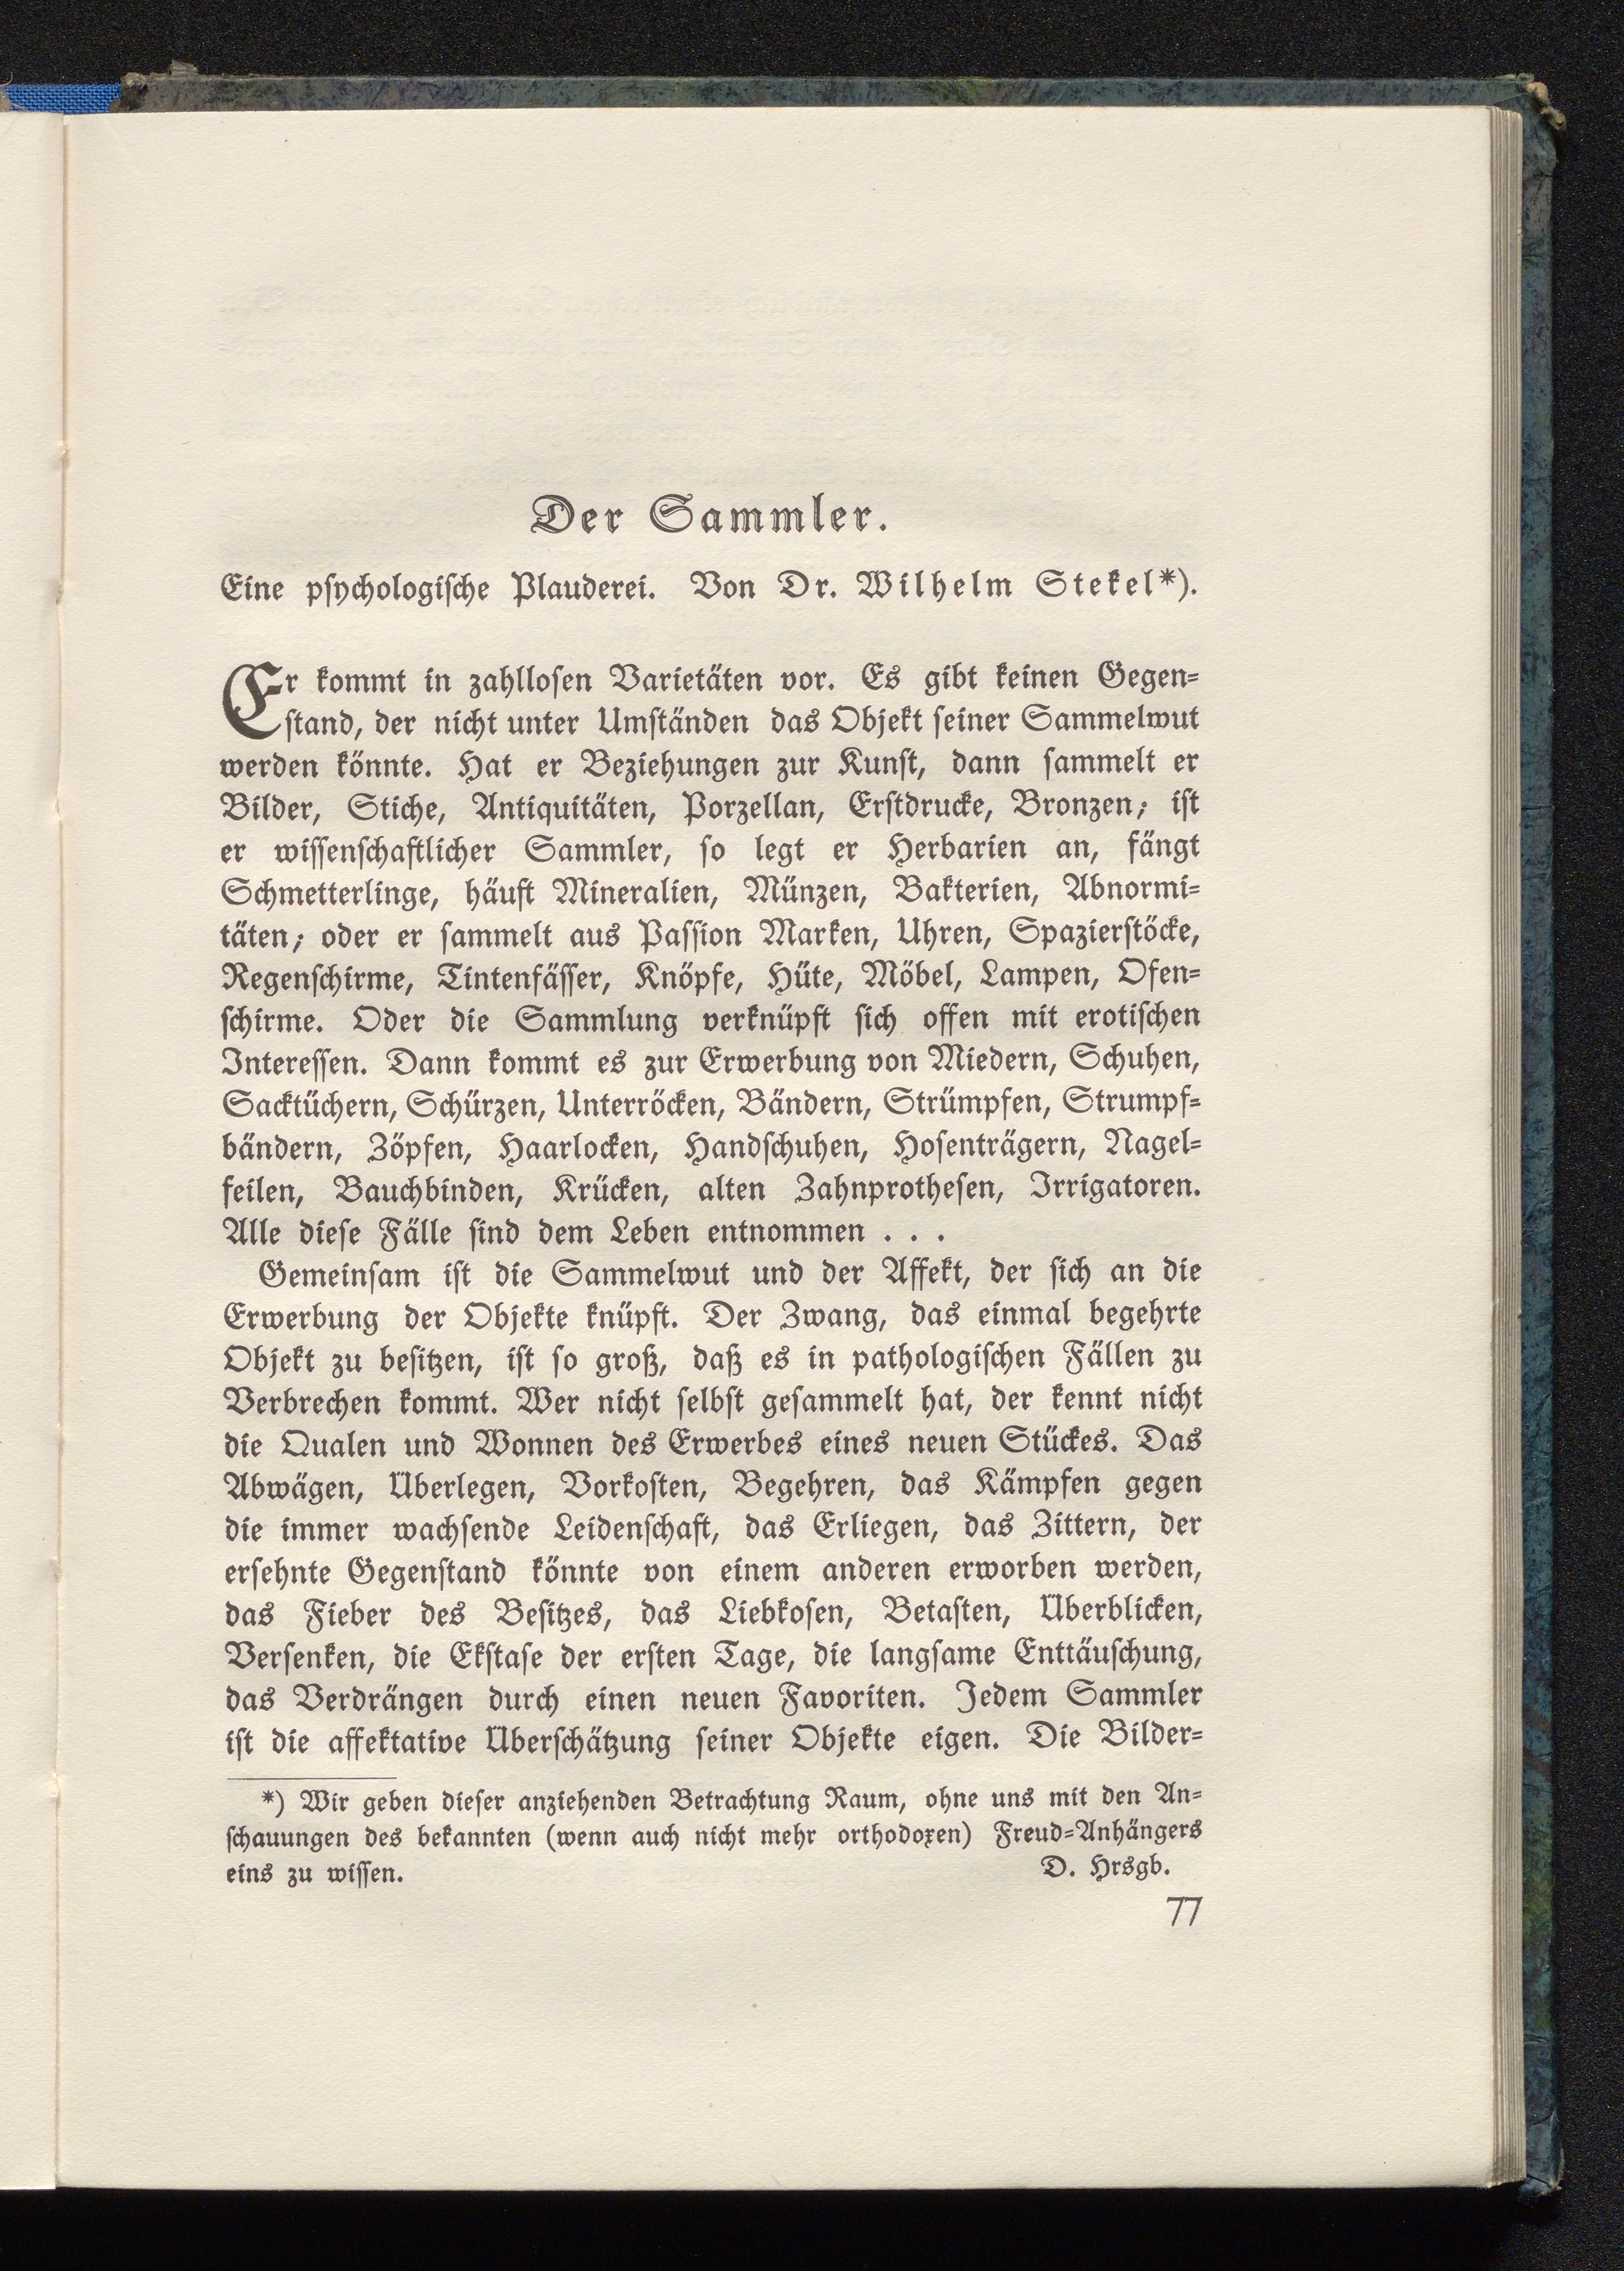 Der Sammler.
Eine psychologische Plauderei. Von Dr. Wilhelm Stekel*).
Er kommt in zahllosen Varietäten vor. Es gibt keinen Gegen-
stand, der nicht unter Umständen das Objekt seiner Sammelwut
werden könnte. Hat er Beziehungen zur Kunst, dann sammelt er
Bilder, Stiche, Antiquitäten, Porzellan, Erstdrucke, Bronzen; ist
er wissenschaftlicher Sammler, so legt er Herbarien an, fängt
Schmetterlinge, häuft Mineralien, Münzen, Bakterien, Abnormi-
täten; oder er sammelt aus Passion Marken, Uhren, Spazierstöcke,
Regenschirme, Tintenfässer, Knöpfe, Hüte, Möbel, Lampen, Ofen-
schirme. Oder die Sammlung verknüpft sich offen mit erotischen
Interessen. Dann kommt es zur Erwerbung von Miedern, Schuhen,
Sacktüchern, Schürzen, Unterröcken, Bändern, Strümpfen, Strumpf-
bändern, Zöpfen, Haarlocken, Handschuhen, Hosenträgern, Nagel-
feilen, Bauchbinden, Krücken, alten Zahnprothesen, Irrigatoren.
Alle diese Fälle sind dem Leben entnommen . . .
Gemeinsam ist die Sammelwut und der Affekt, der sich an die
Erwerbung der Objekte knüpft. Der Zwang, das einmal begehrte
Objekt zu besitzen, ist so groß, daß es in pathologischen Fällen zu
Verbrechen kommt. Wer nicht selbst gesammelt hat, der kennt nicht
die Qualen und Wonnen des Erwerbes eines neuen Stückes. Das
Abwägen, Überlegen, Vorkosten, Begehren, das Kämpfen gegen
die immer wachsende Leidenschaft, das Erliegen, das Zittern, der
ersehnte Gegenstand könnte von einem anderen erworben werden,
das Fieber des Besitzes, das Liebkosen, Betasten, Überblicken,
Versenken, die Ekstase der ersten Tage, die langsame Enttäuschung,
das Verdrängen durch einen neuen Favoriten. Jedem Sammler
ist die affektative Überschätzung seiner Objekte eigen. Die Bilder-
*) Wir geben dieser anziehenden Betrachtung Raum, ohne uns mit den An-
schauungen des bekannten (wenn auch nicht mehr orthodoxen) Freud-Anhängers
eins zu wissen. D. Hrsgb.
77